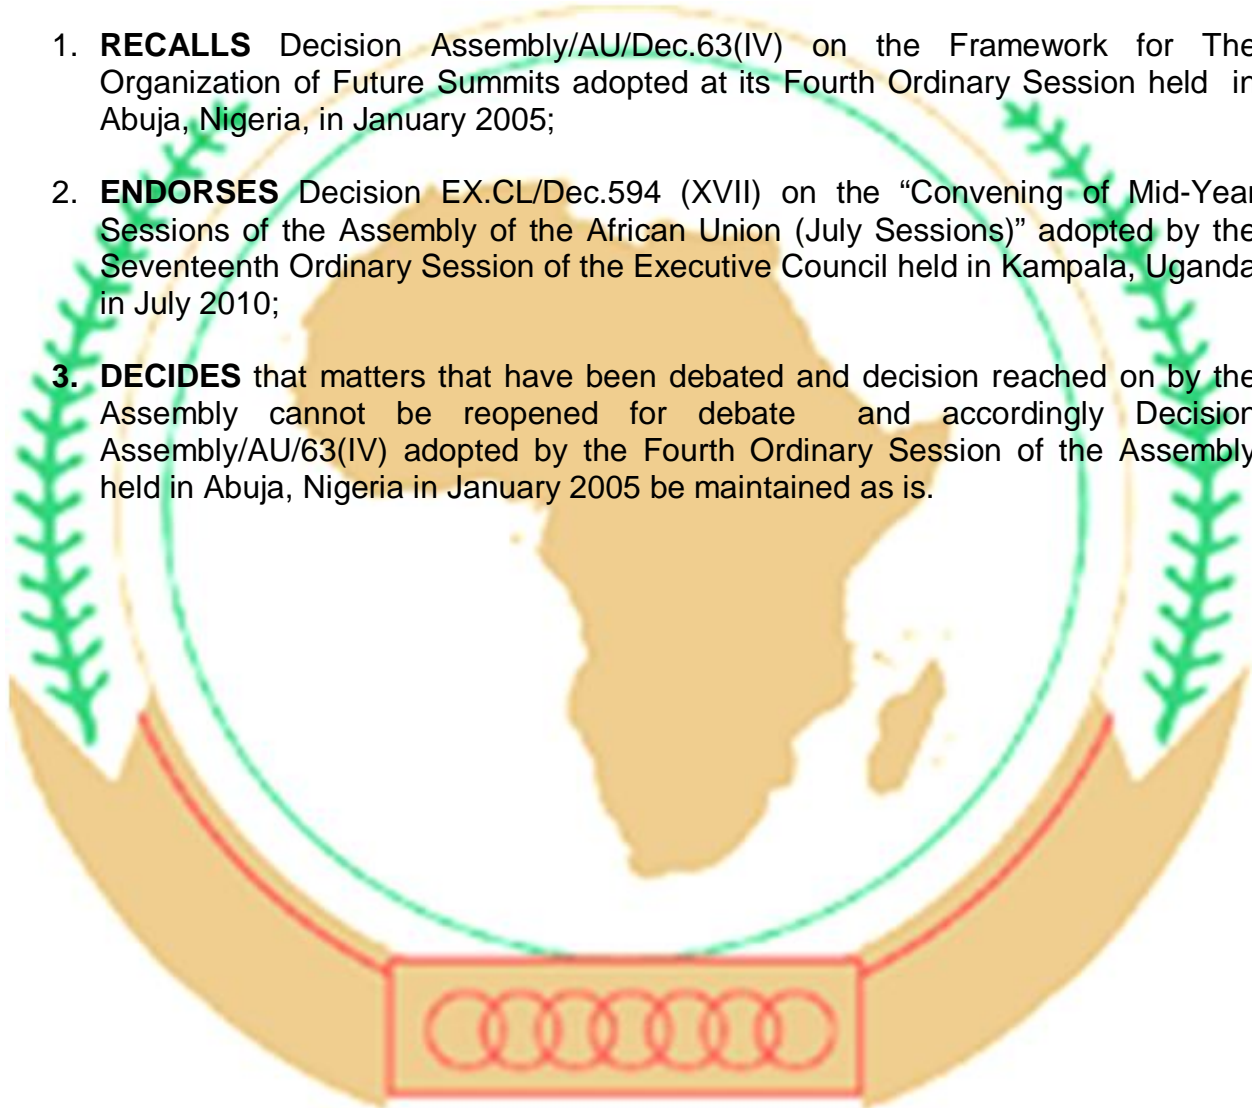 1. RECALLS Decision Assembly/AU/Dec.63(IV) on the Framework for The
Organization of Future Summits adopted at its Fourth Ordinary Session held in
Abuja, Nigeria, in January 2005;
2. ENDORSES Decision EX.CL/Dec.594 (XVII) on the “Convening of Mid-Year
Sessions of the Assembly of the African Union (July Sessions)” adopted by the
Seventeenth Ordinary Session of the Executive Council held in Kampala, Uganda
in July 2010;
3. DECIDES that matters that have been debated and decision reached on by the
Assembly cannot be reopened for debate and accordingly Decision
Assembly/AU/63(IV) adopted by the Fourth Ordinary Session of the Assembly
held in Abuja, Nigeria in January 2005 be maintained as is.